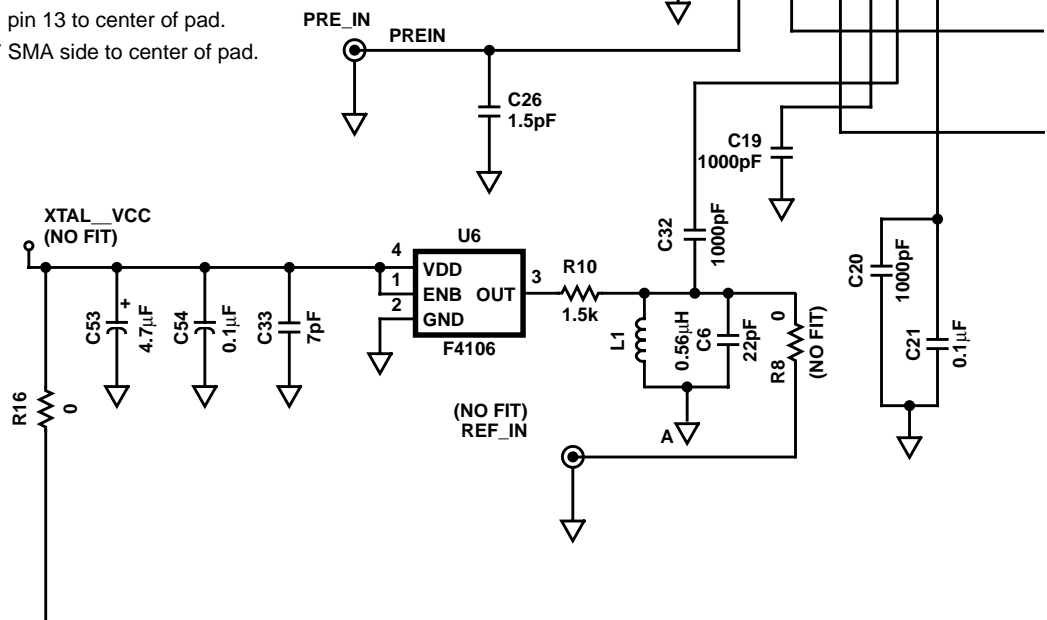 pin 13 to center of pad.
SMA side to center of pad.
PRE_IN
PREIN
C26
1.5pF
C19
1000pF
C32
1000pF
C20
1000pF
C21
0.1μF
XTAL__VCC
(NO FIT)
C53
+
4.7μF
C54
0.1μF
C33
7pF
U6
4
VDD
1
ENB
OUT
3
2
GND
F4106
R10
1.5k
L1
0.56μH
C6
22pF
R8
0
(NO FIT)
A
R16
0
(NO FIT)
REF_IN